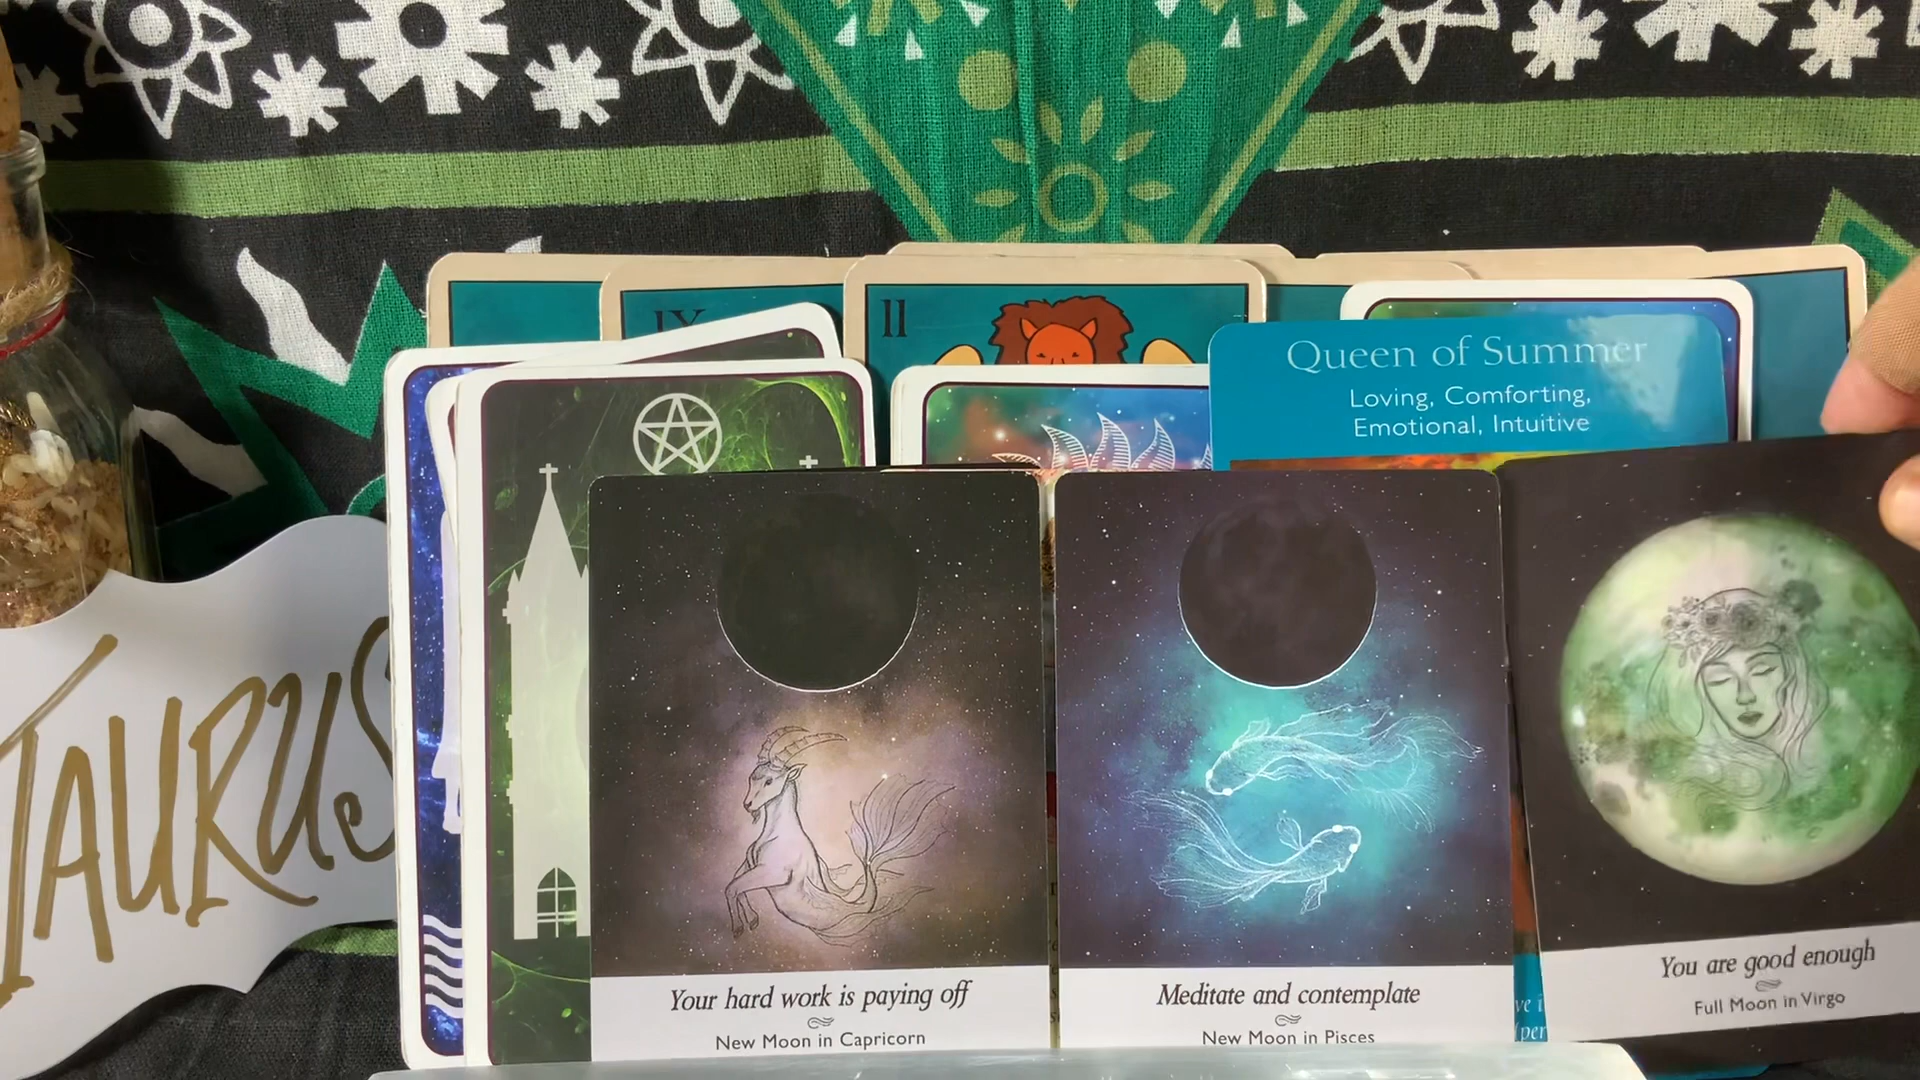 IX
II
Queen of Summer
Loving, Comforting,
Emotional, Intuitive
TAURUS
Your hard work is paying off
New Moon in Capricorn
Meditate and contemplate
New Moon in Pisces
You are good enough
Full Moon in Virgo